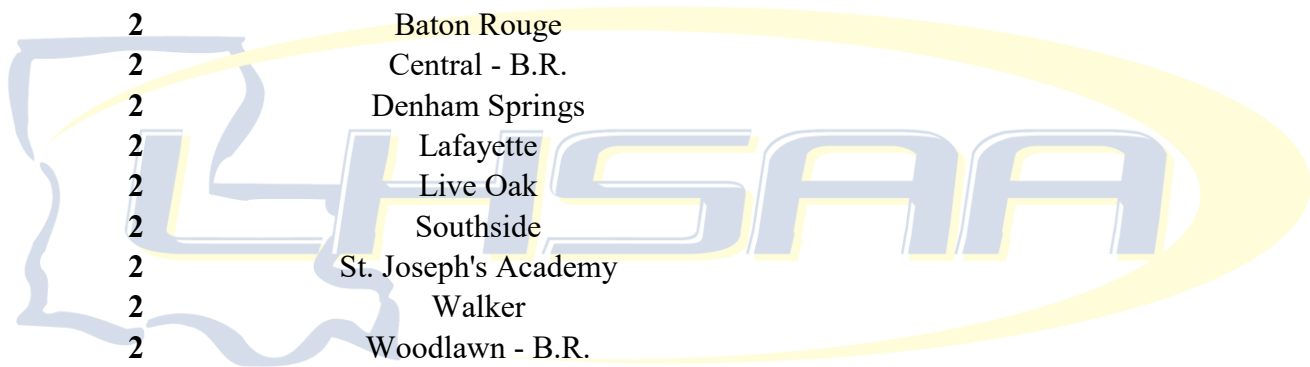 2 Baton Rouge
2 Central - B.R.
2 Denham Springs
2 Lafayette
2 Live Oak
2 Southside
2 St. Joseph's Academy
2 Walker
2 Woodlawn - B.R.
LHSAA